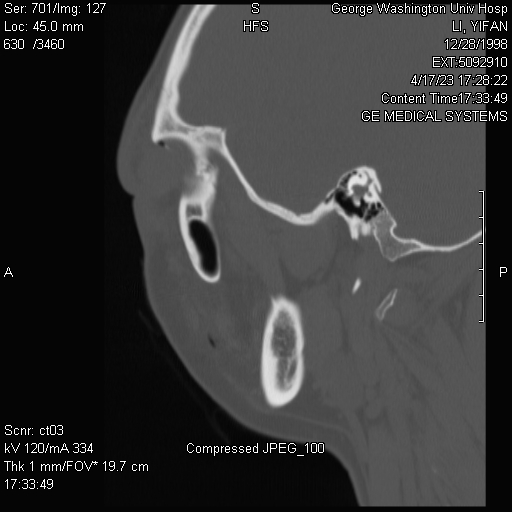 Ser: 701/Img: 127
Loc: 45.0 mm
630 /3460
S
HFS
George Washington Univ Hosp
LI, YIFAN
12/28/1998
EXT:5092910
4/17/23 17:28:22
Content Time17:33:49
GE MEDICAL SYSTEMS
A
P
Scnr: ct03
kV 120/mA 334
Thk 1 mm/FOV* 19.7 cm
17:33:49
Compressed JPEG_100